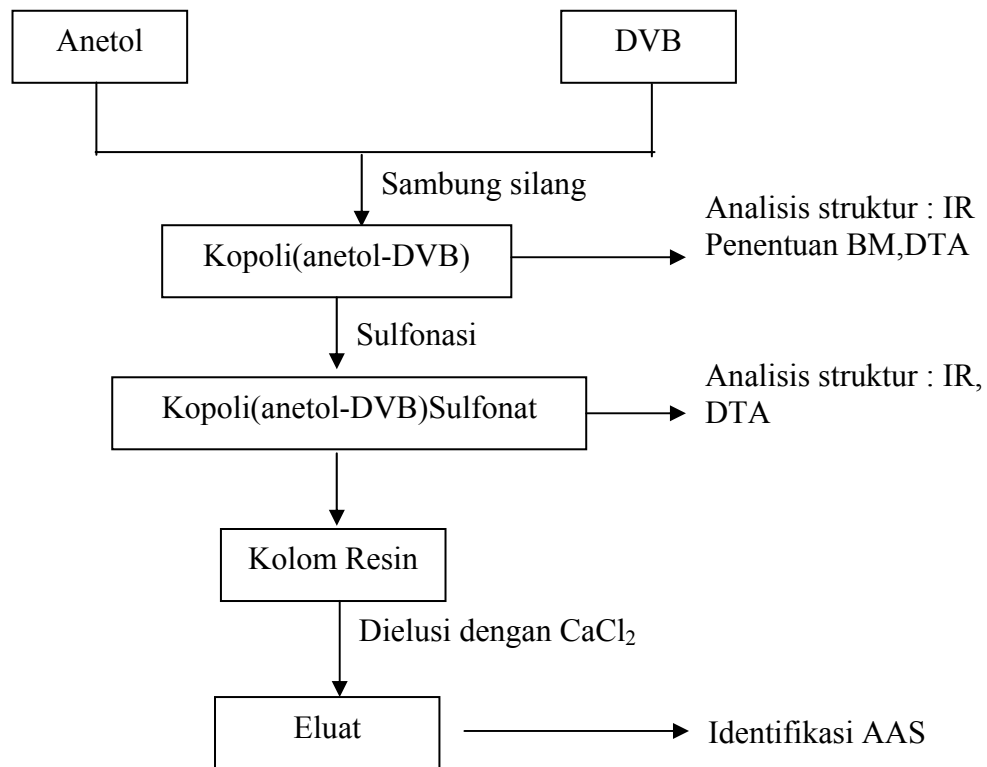 Anetol
DVB
Sambung silang
Kopoli(anetol-DVB)
Analisis struktur : IR
Penentuan BM,DTA
Sulfonasi
Kopoli(anetol-DVB)Sulfonat
Analisis struktur : IR,
DTA
Kolom Resin
Dielusi dengan CaCl₂
Eluat
Identifikasi AAS